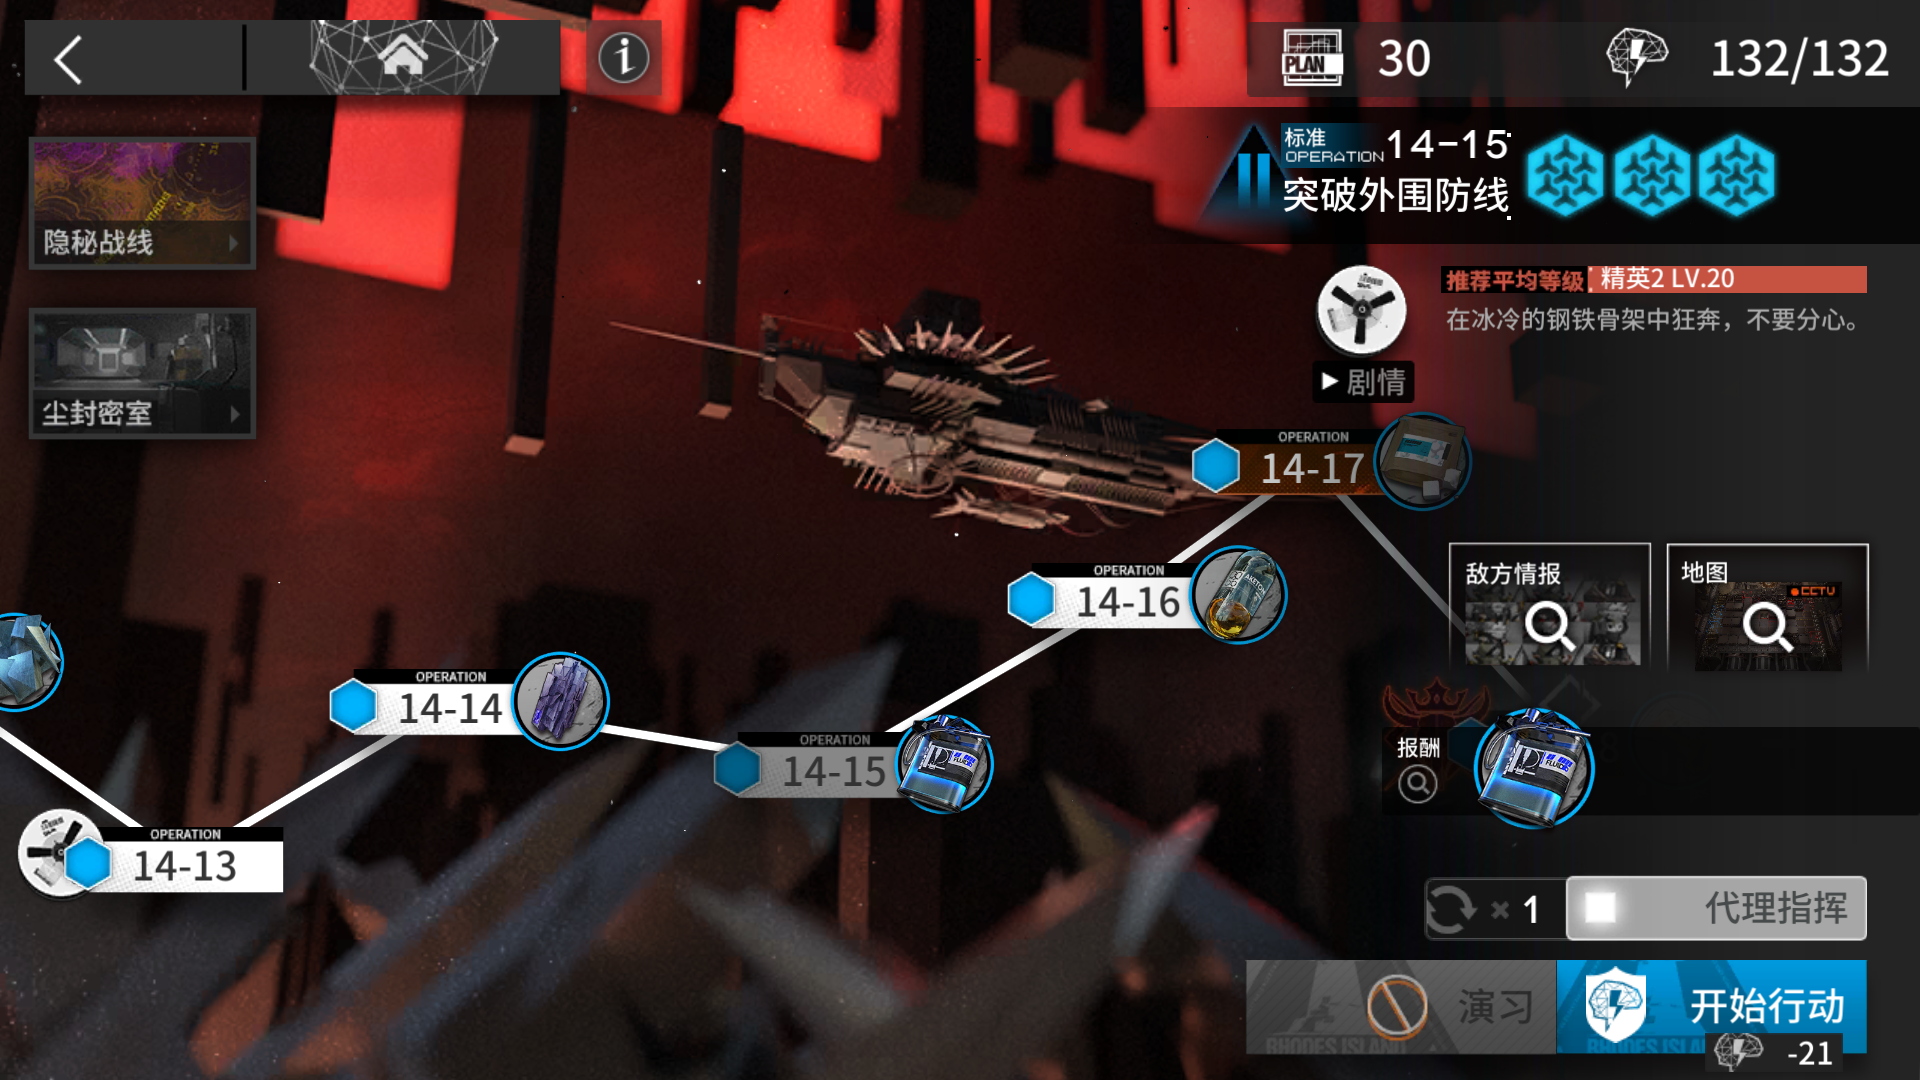 PLAN
30
132/132
标准
OPERATION 14-15
突破外围防线
隐秘战线
尘封密室
推荐平均等级 精英2 LV.20
在冰冷的钢铁骨架中狂奔，不要分心。
剧情
OPERATION
14-17
OPERATION
14-16
敌方情报
地图
CCTV
OPERATION
14-14
OPERATION
14-15
报酬
OPERATION
14-13
× 1
代理指挥
演习
RHODES ISLAND
开始行动
-21